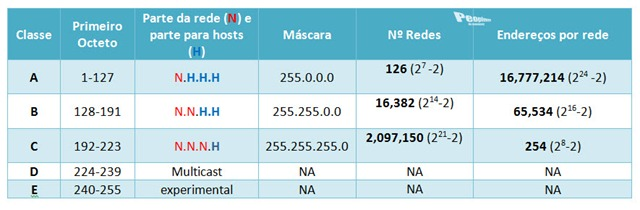 Classe Primeiro Octeto Parte da rede (N) e parte para hosts (H) Máscara Nº Redes Endereços por rede
A 1-127 N.H.H.H 255.0.0.0 126 (2⁷ -2) 16,777,214 (2²⁴ -2)
B 128-191 N.N.H.H 255.255.0.0 16,382 (2¹⁴-2) 65,534 (2¹⁶-2)
C 192-223 N.N.N.H 255.255.255.0 2,097,150 (2²¹-2) 254 (2⁸-2)
D 224-239 Multicast NA NA NA
E 240-255 experimental NA NA NA